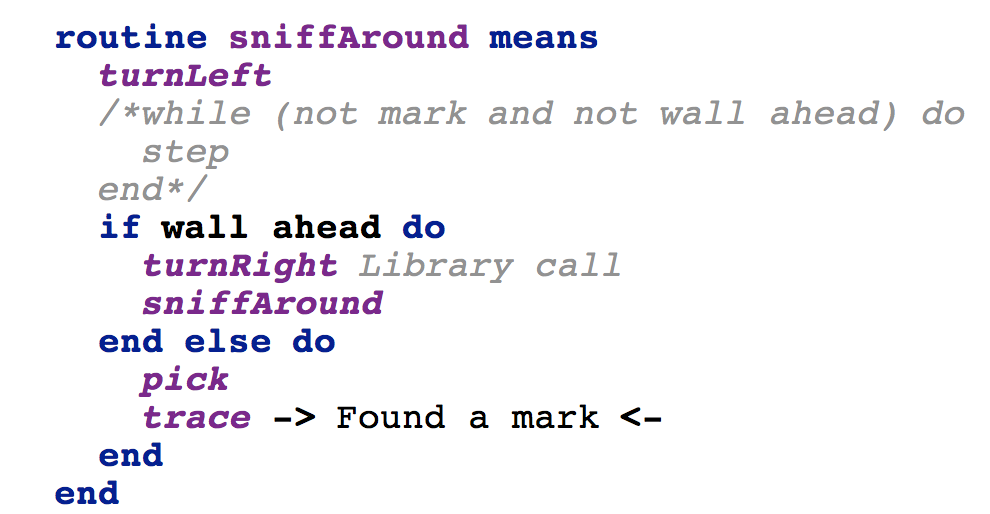 routine sniffAround means
turnLeft
/*while (not mark and not wall ahead) do
step
end*/
if wall ahead do
turnRight Library call
sniffAround
end else do
pick
trace -> Found a mark <-
end
end